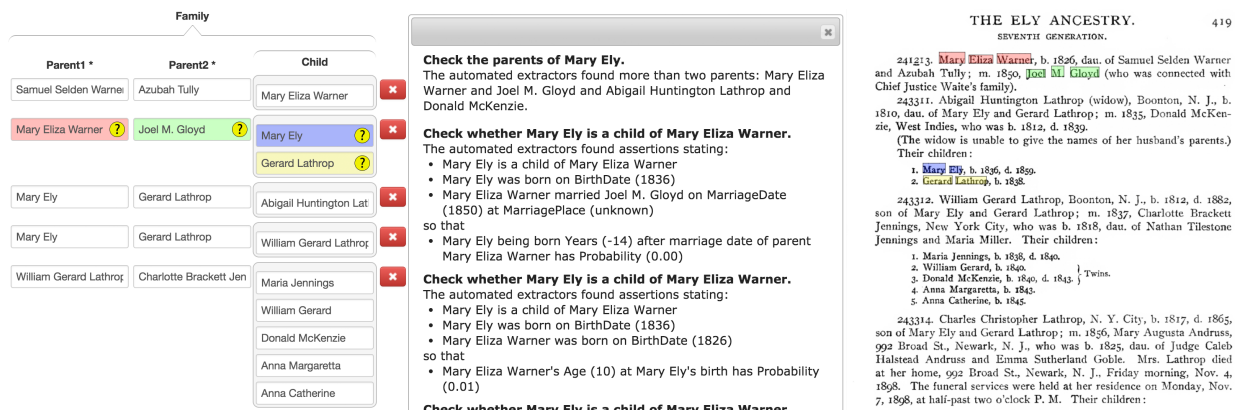 Family
Parent1 *
Parent2 *
Child
Samuel Selden Warner
Azubah Tully
Mary Eliza Warner
Mary Eliza Warner ?
Joel M. Gloyd ?
Mary Ely ?
Gerard Lathrop ?
Mary Ely
Gerard Lathrop
Abigail Huntington Lat
Mary Ely
Gerard Lathrop
William Gerard Lathrop
William Gerard Lathrop
Charlotte Brackett Jen
Maria Jennings
William Gerard
Donald McKenzie
Anna Margaretta
Anna Catherine
Check the parents of Mary Ely.
The automated extractors found more than two parents: Mary Eliza
Warner and Joel M. Gloyd and Abigail Huntington Lathrop and
Donald McKenzie.
Check whether Mary Ely is a child of Mary Eliza Warner.
The automated extractors found assertions stating:
• Mary Ely is a child of Mary Eliza Warner
• Mary Ely was born on BirthDate (1836)
• Mary Eliza Warner married Joel M. Gloyd on MarriageDate
(1850) at MarriagePlace (unknown)
so that
• Mary Ely being born Years (-14) after marriage date of parent
Mary Eliza Warner has Probability (0.00)
Check whether Mary Ely is a child of Mary Eliza Warner.
The automated extractors found assertions stating:
• Mary Ely is a child of Mary Eliza Warner
• Mary Ely was born on BirthDate (1836)
• Mary Eliza Warner was born on BirthDate (1826)
so that
• Mary Eliza Warner's Age (10) at Mary Ely's birth has Probability
(0.01)
Check whether Mary Ely is a child of Mary Eliza Warner.
THE ELY ANCESTRY. 419
SEVENTH GENERATION.
241213. Mary Eliza Warner, b. 1826, dau. of Samuel Selden Warner
and Azubah Tully; m. 1850, Joel M. Gloyd (who was connected with
Chief Justice Waite's family).
243311. Abigail Huntington Lathrop (widow), Boonton, N. J., b.
1810, dau. of Mary Ely and Gerard Lathrop; m. 1835, Donald McKen-
zie, West Indies, who was b. 1812, d. 1839.
(The widow is unable to give the names of her husband's parents.)
Their children:
1. Mary Ely, b. 1836, d. 1859.
2. Gerard Lathrop, b. 1838.
243312. William Gerard Lathrop, Boonton, N. J., b. 1812, d. 1882,
son of Mary Ely and Gerard Lathrop; m. 1837, Charlotte Brackett
Jennings, New York City, who was b. 1818, dau. of Nathan Tilestone
Jennings and Maria Miller. Their children:
1. Maria Jennings, b. 1838, d. 1840.
2. William Gerard, b. 1840.
3. Donald McKenzie, b. 1840, d. 1843. } Twins.
4. Anna Margaretta, b. 1843.
5. Anna Catherine, b. 1845.
243314. Charles Christopher Lathrop, N. Y. City, b. 1817, d. 1865,
son of Mary Ely and Gerard Lathrop; m. 1856, Mary Augusta Andruss,
992 Broad St., Newark, N. J., who was b. 1825, dau. of Judge Caleb
Halstead Andruss and Emma Sutherland Goble. Mrs. Lathrop died
at her home, 992 Broad St., Newark, N. J., Friday morning, Nov. 4,
1898. The funeral services were held at her residence on Monday, Nov.
7, 1898, at half-past two o'clock P. M. Their children: